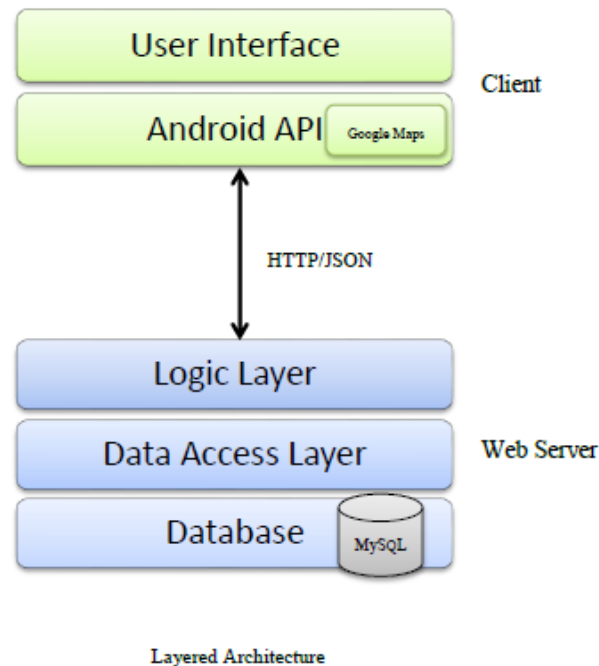 User Interface
Client
Android API
Google Maps
HTTP/JSON
Logic Layer
Data Access Layer
Web Server
Database
MySQL
Layered Architecture